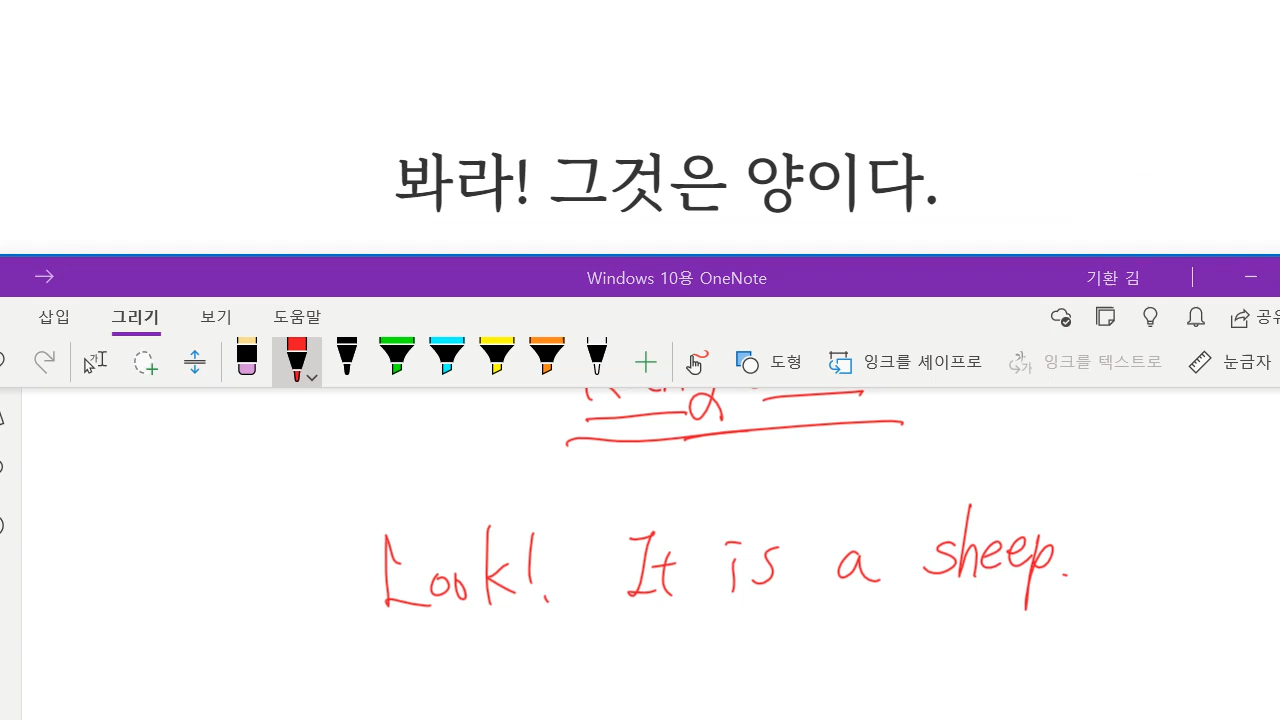 봐라! 그것은 양이다.
Windows 10용 OneNote
기환 김
삽입 그리기 보기 도움말
공유
도형 잉크를 셰이프로 잉크를 텍스트로 눈금자
Look! It is a sheep.